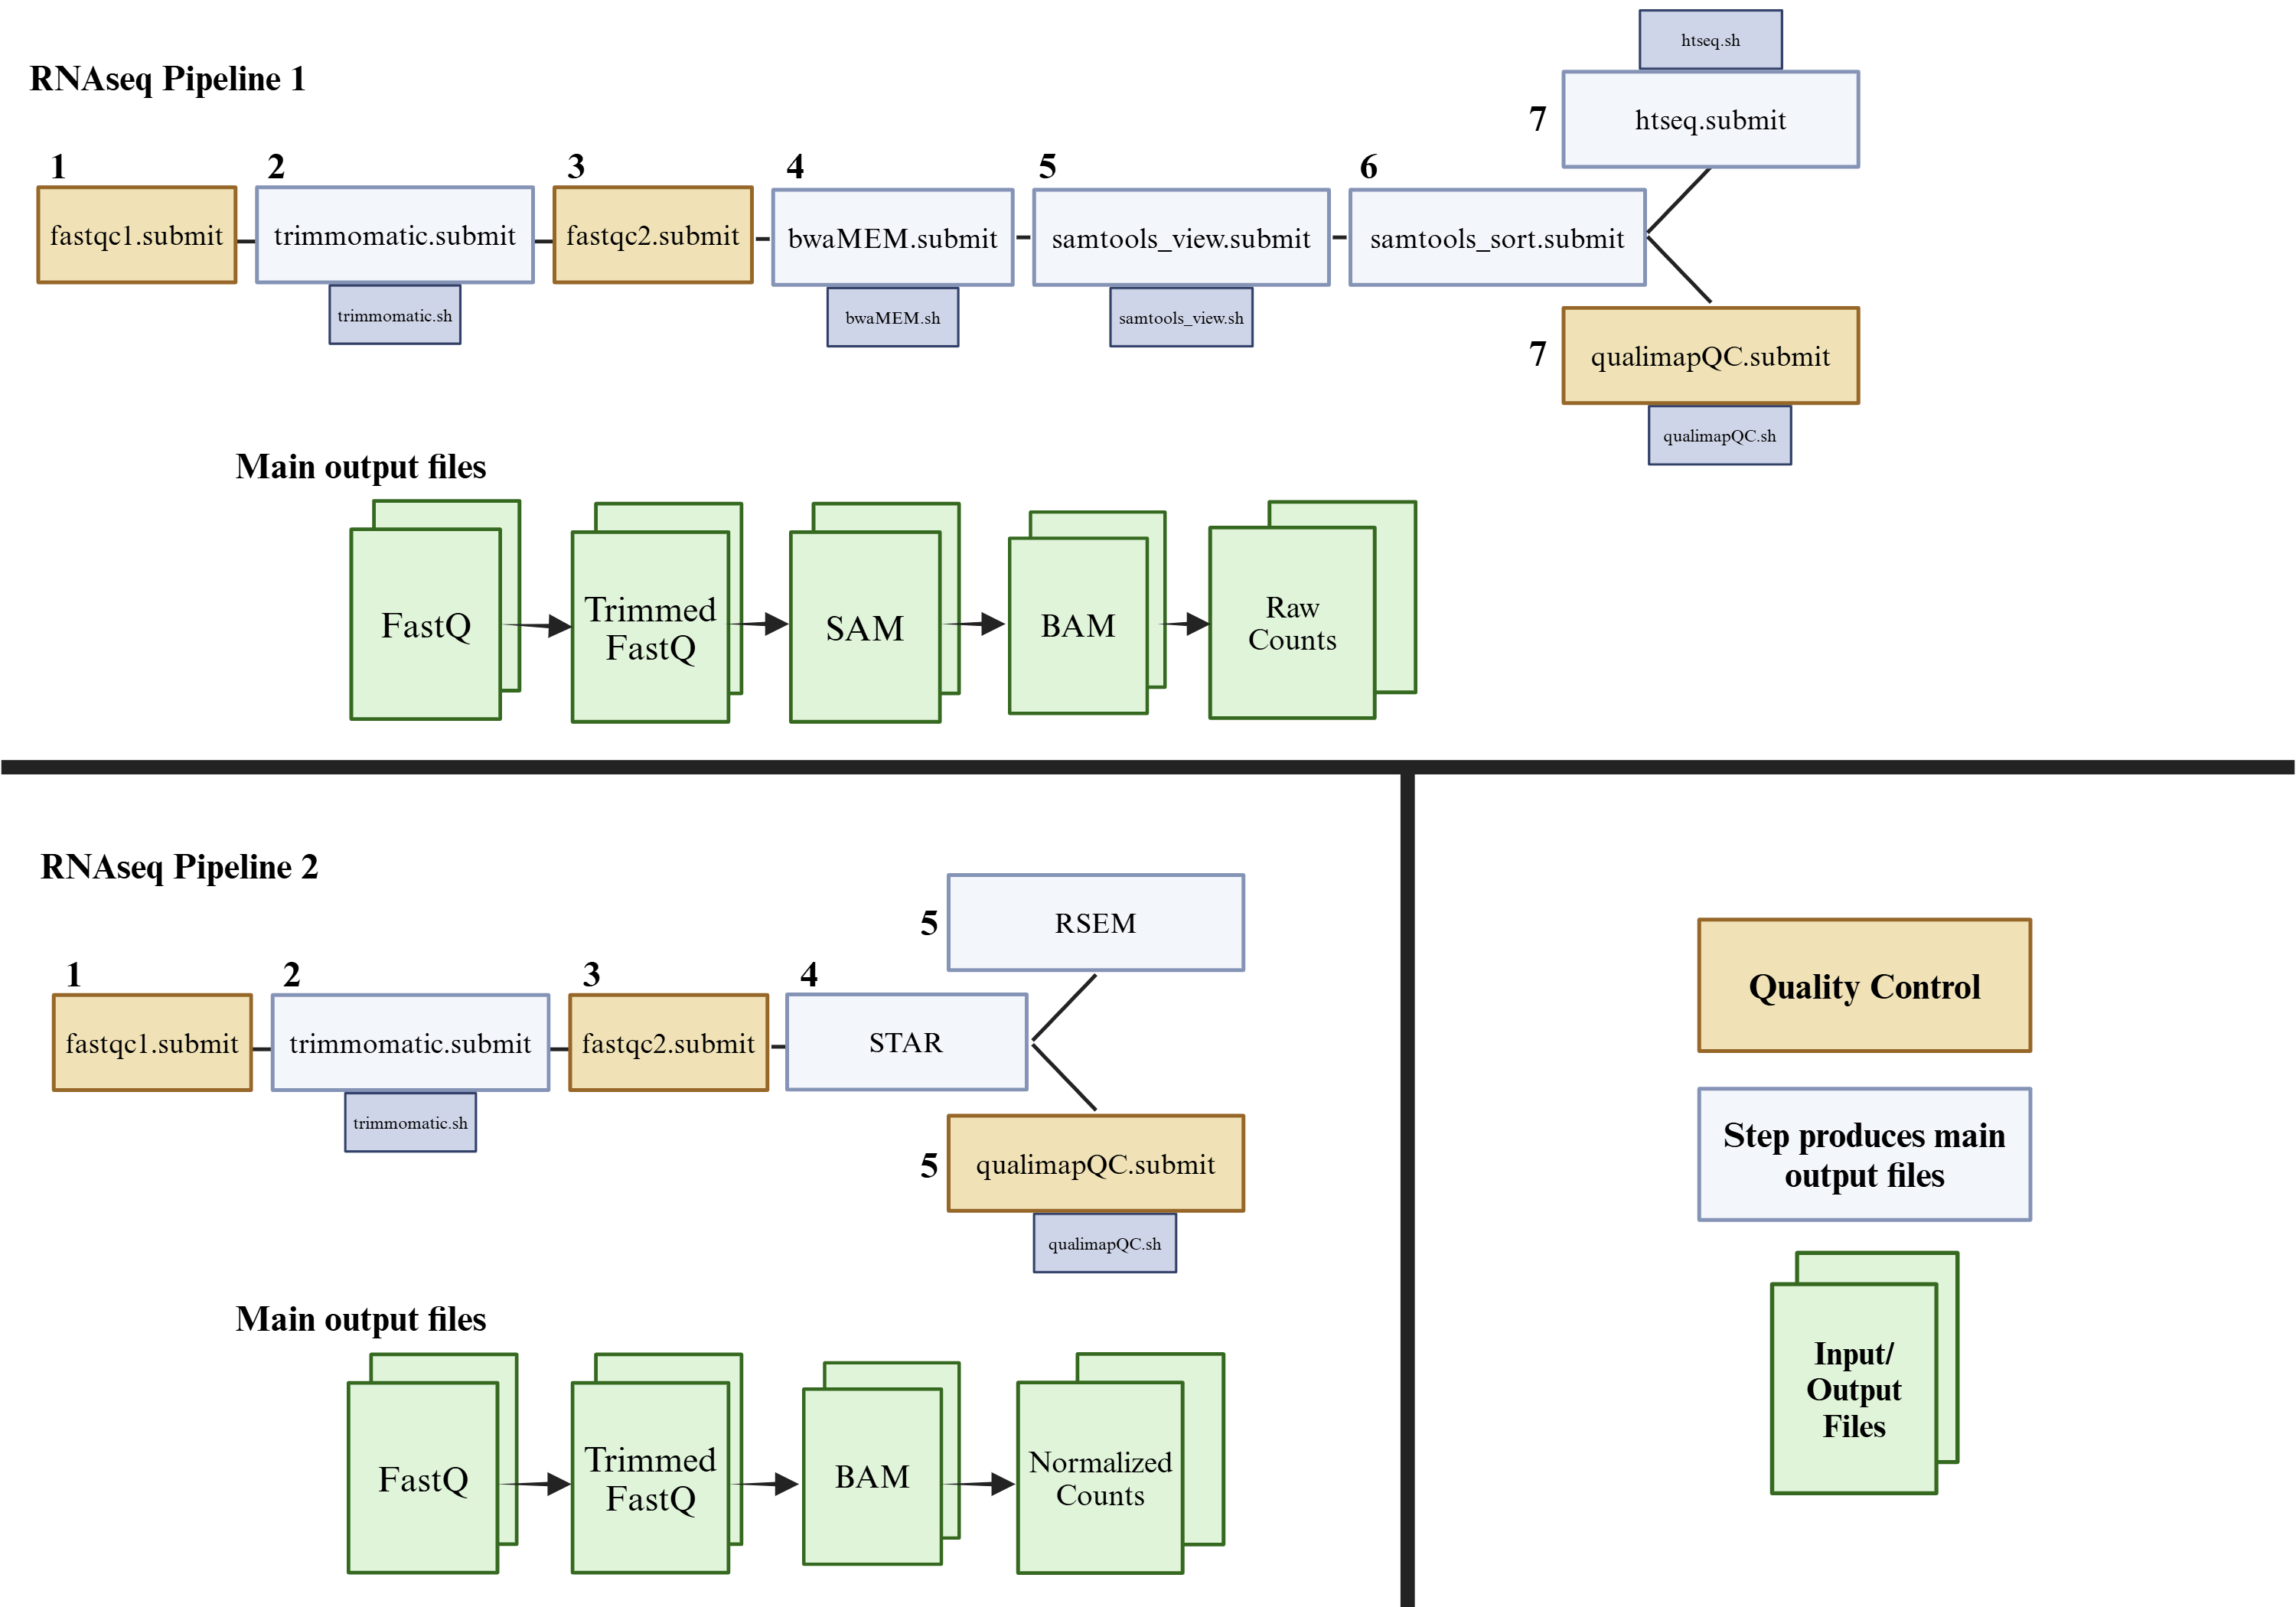 RNAseq Pipeline 1
htseq.sh
7
htseq.submit
1
2
3
4
5
6
fastqc1.submit
trimmomatic.submit
fastqc2.submit
bwaMEM.submit
samtools_view.submit
samtools_sort.submit
trimmomatic.sh
bwaMEM.sh
samtools_view.sh
7
qualimapQC.submit
qualimapQC.sh
Main output files
FastQ
Trimmed
FastQ
SAM
BAM
Raw
Counts
RNAseq Pipeline 2
5
RSEM
1
2
3
4
fastqc1.submit
trimmomatic.submit
fastqc2.submit
STAR
trimmomatic.sh
5
qualimapQC.submit
qualimapQC.sh
Main output files
FastQ
Trimmed
FastQ
BAM
Normalized
Counts
Quality Control
Step produces main
output files
Input/
Output
Files